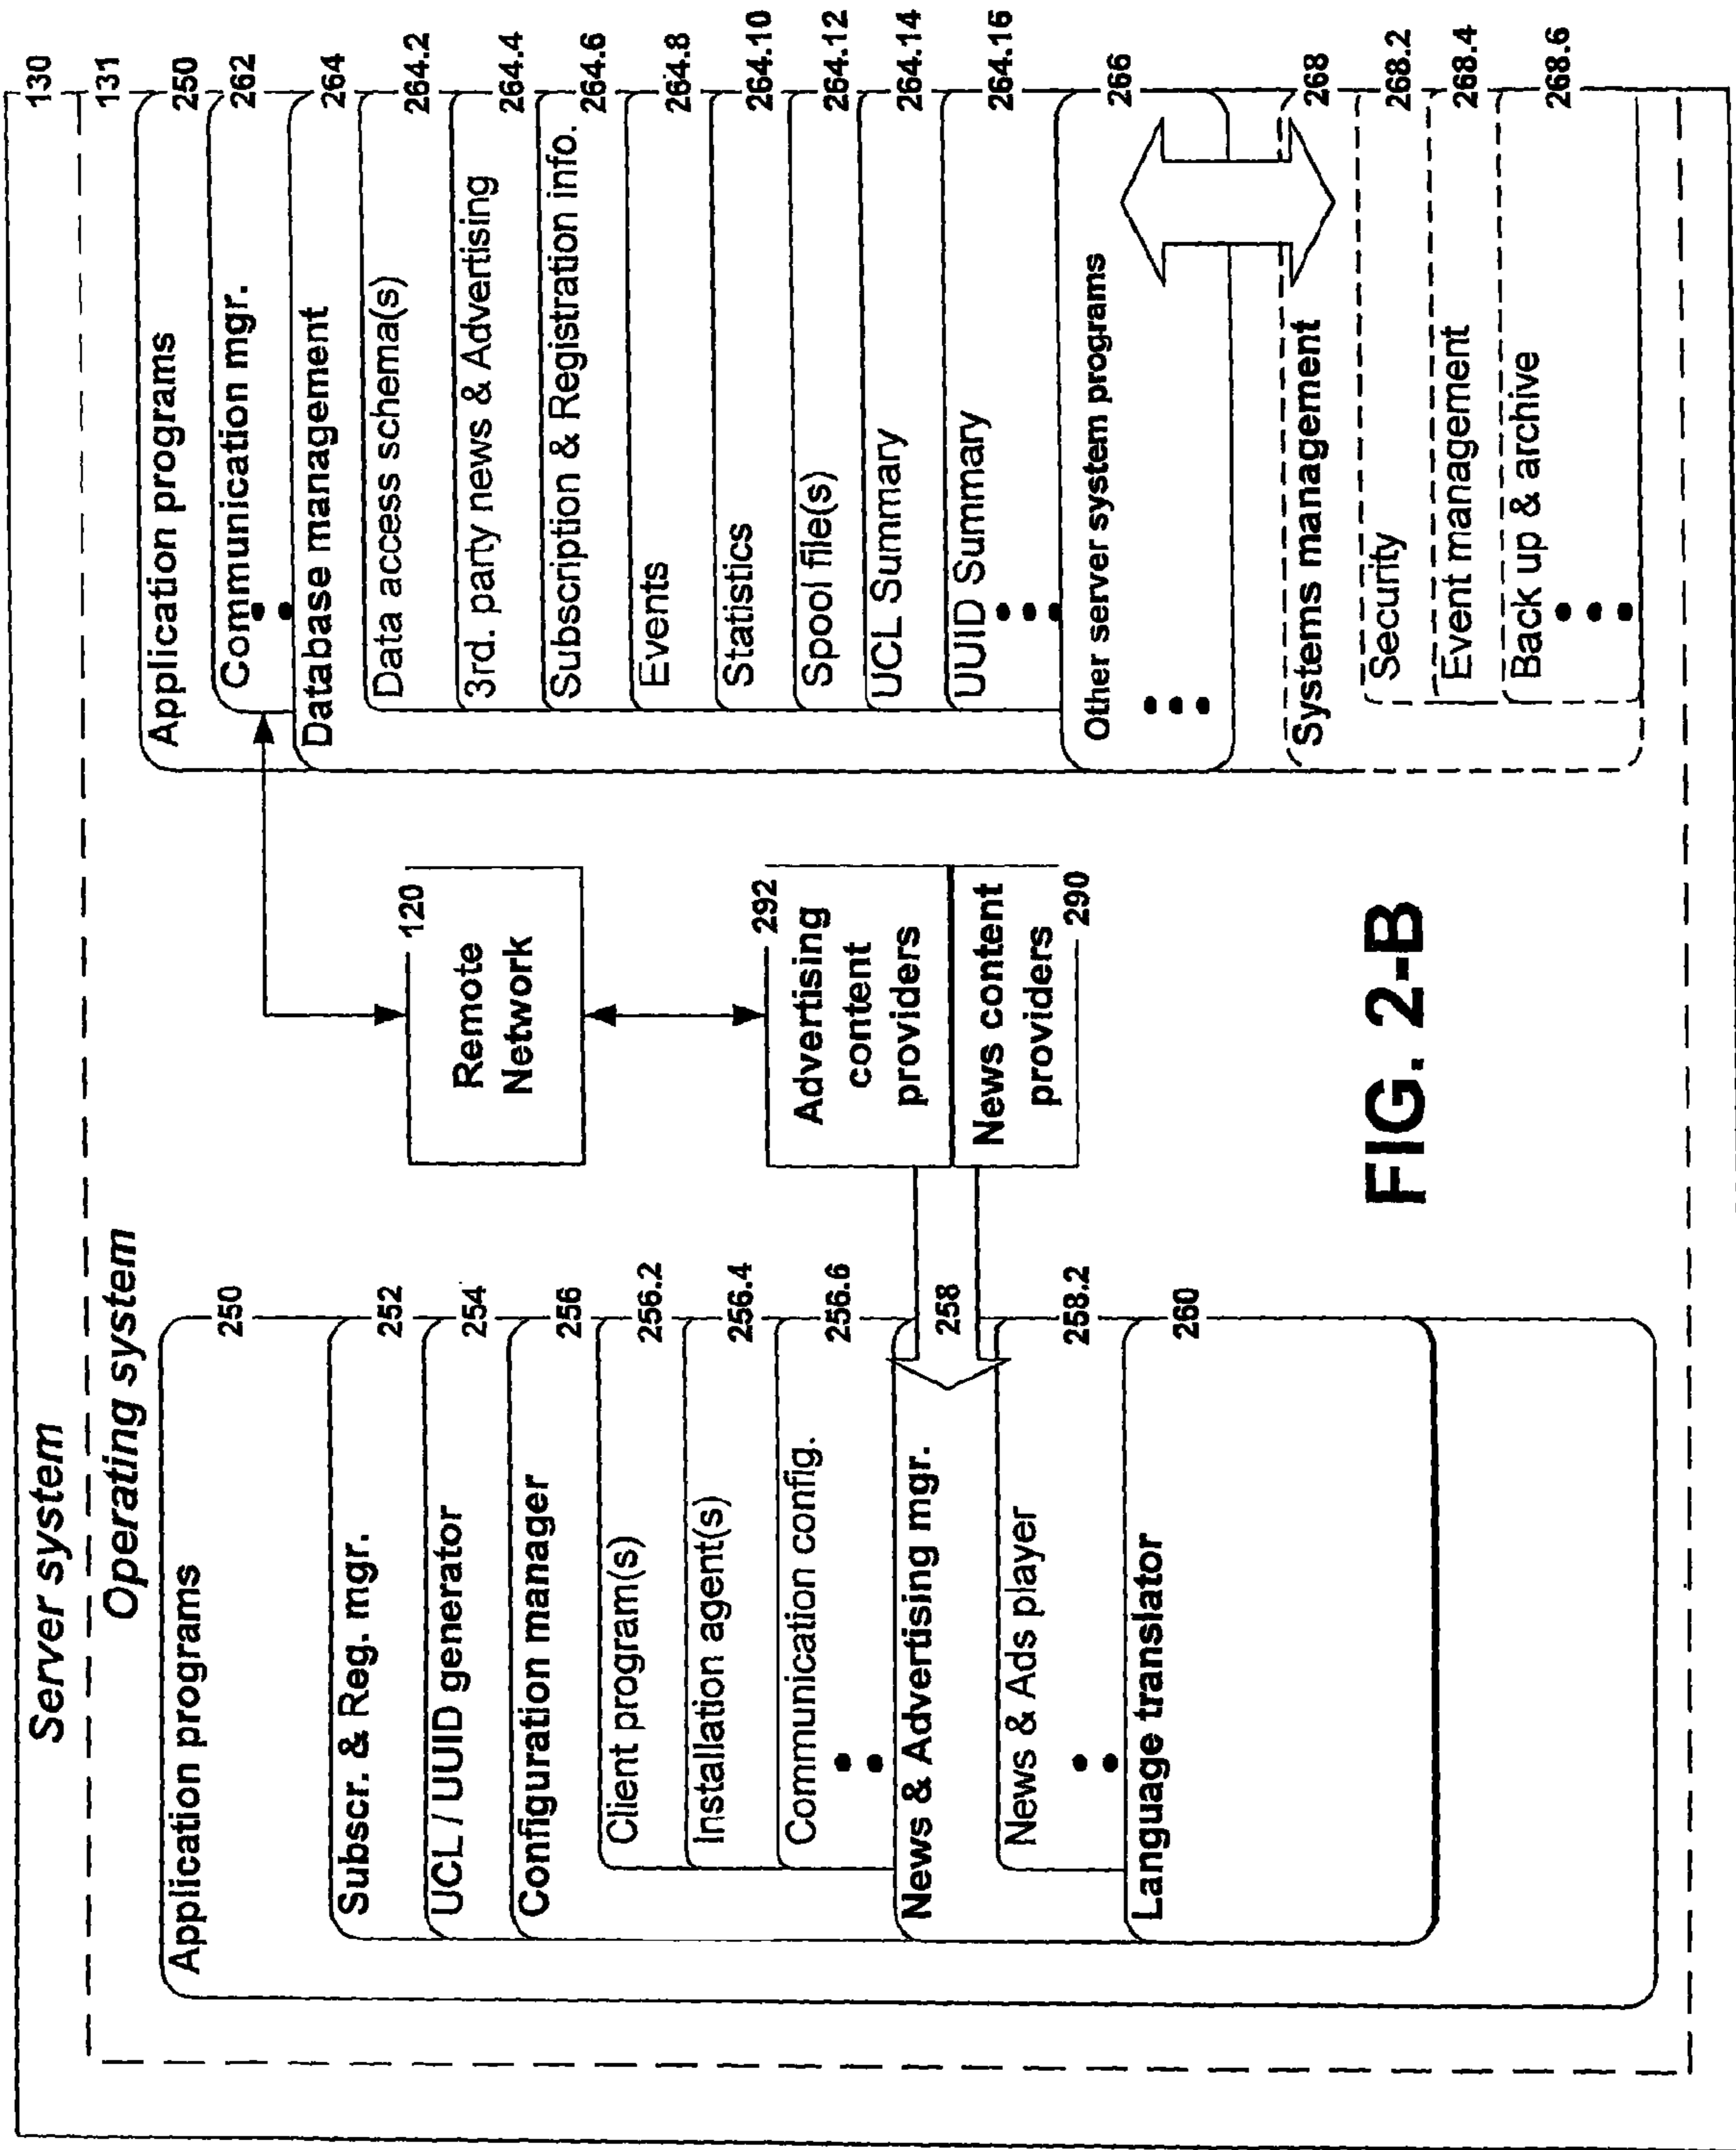 Server system
130
Operating system
131
Application programs
250
Subscr. & Reg. mgr.
252
UCL / UUID generator
254
Configuration manager
256
Client program(s)
256.2
Installation agent(s)
256.4
Communication config.
256.6
News & Advertising mgr.
258
News & Ads player
258.2
Language translator
260
120
Remote
Network
292
Advertising
content
providers
News content
providers
290
Application programs
250
Communication mgr.
262
Database management
264
Data access schema(s)
264.2
3rd. party news & Advertising
264.4
Subscription & Registration info.
264.6
Events
264.8
Statistics
264.10
Spool file(s)
264.12
UCL Summary
264.14
UUID Summary
264.16
Other server system programs
266
Systems management
268
Security
268.2
Event management
268.4
Back up & archive
268.6
FIG. 2-B